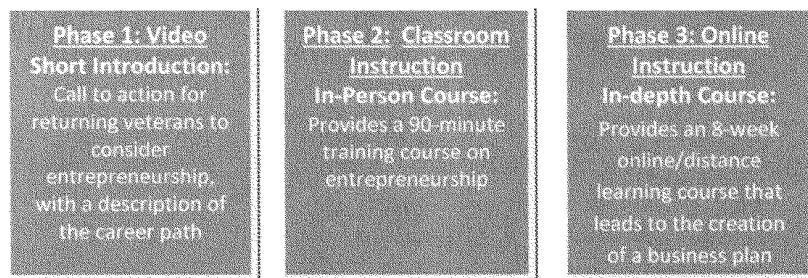 Phase 1: Video
Short Introduction:
Call to action for
returning veterans to
consider
entrepreneurship,
with a description of
the career path
Phase 2: Classroom
Instruction
In-Person Course:
Provides a 90-minute
training course on
entrepreneurship
Phase 3: Online
Instruction
In-depth Course:
Provides an 8-week
online/distance
learning course that
leads to the creation
of a business plan